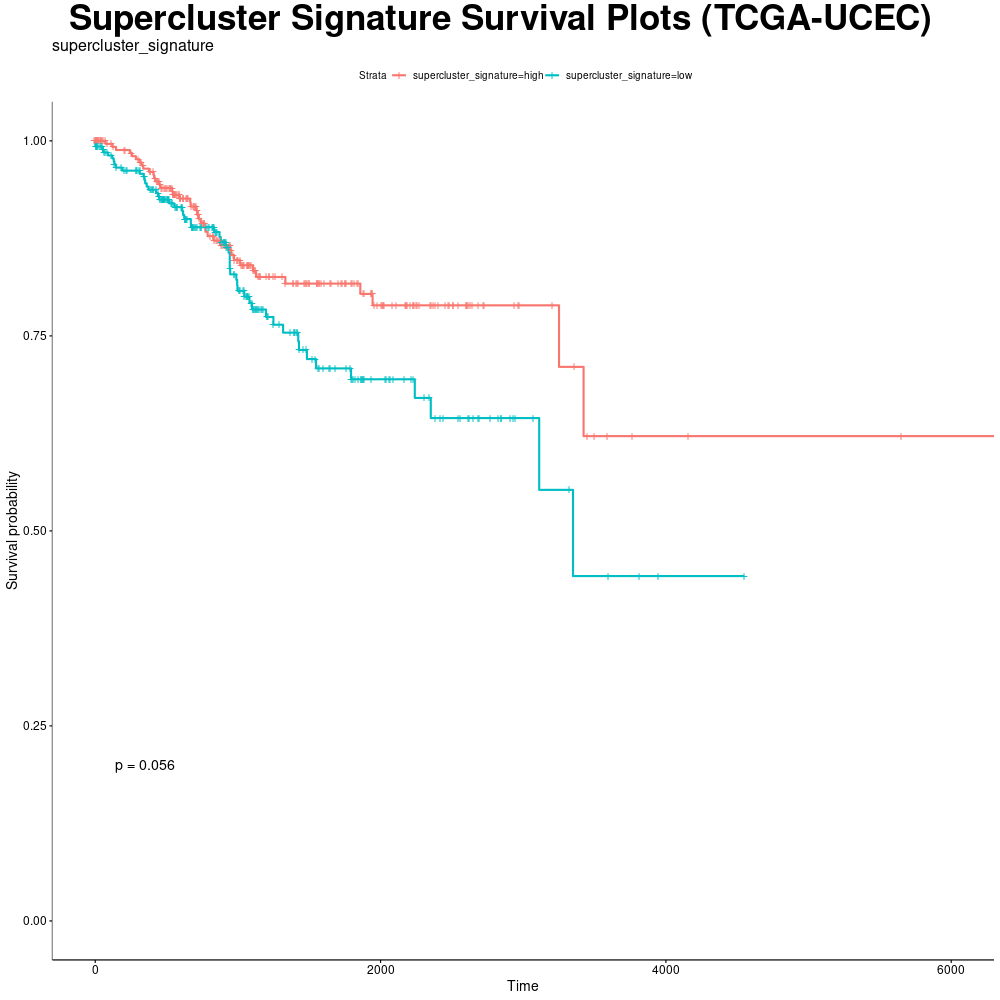 Supercluster Signature Survival Plots (TCGA-UCEC)
supercluster_signature
Strata supercluster_signature=high supercluster_signature=low
1.00
0.75
0.50
0.25
0.00
Survival probability
p = 0.056
0 2000 4000 6000
Time